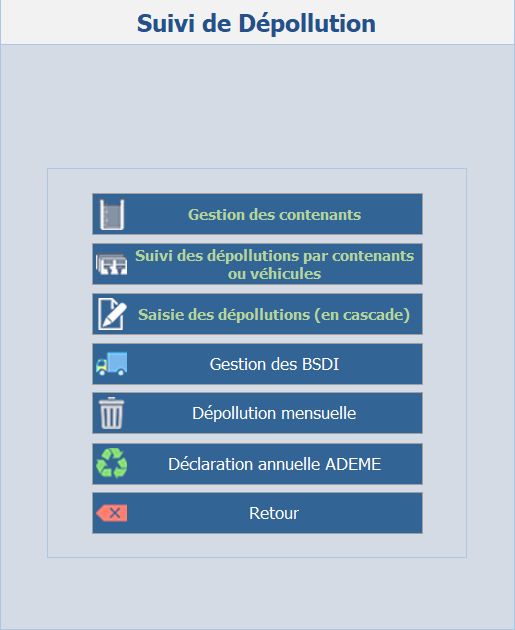 Suivi de Dépollution
Gestion des contenants
Suivi des dépollutions par contenants
ou véhicules
Saisie des dépollutions (en cascade)
Gestion des BSDI
Dépollution mensuelle
Déclaration annuelle ADEME
Retour